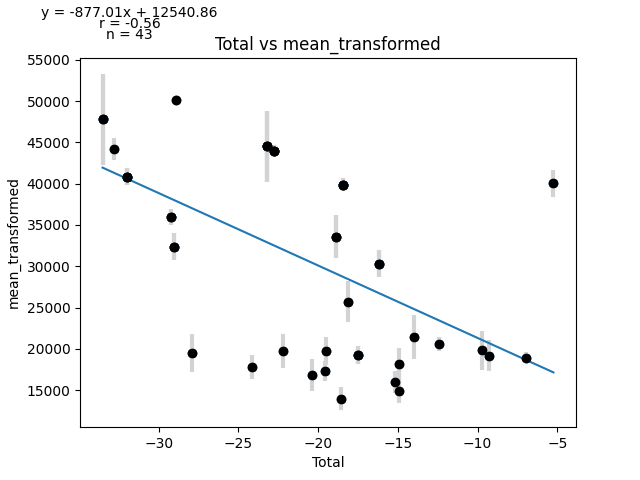 y = -877.01x + 12540.86
r = -0.56
n = 43
Total vs mean_transformed
55000
50000
45000
40000
35000
30000
25000
20000
15000
mean_transformed
−30
−25
−20
−15
−10
−5
Total